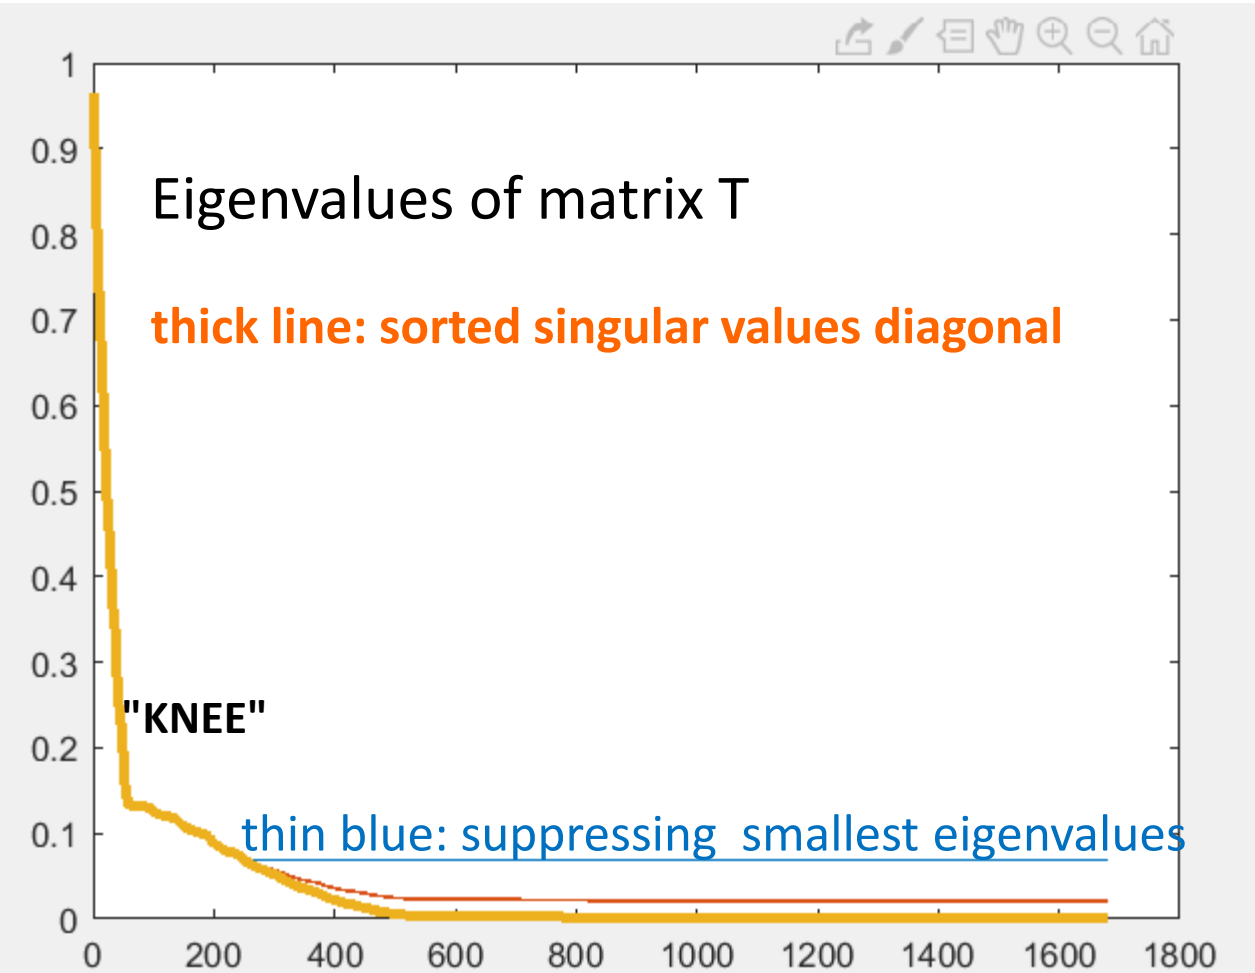 1
0.9
Eigenvalues of matrix T
0.8
0.7
thick line: sorted singular values diagonal
0.6
0.5
0.4
0.3
"KNEE"
0.2
0.1
thin blue: suppressing  smallest eigenvalues
0
0 200 400 600 800 1000 1200 1400 1600 1800